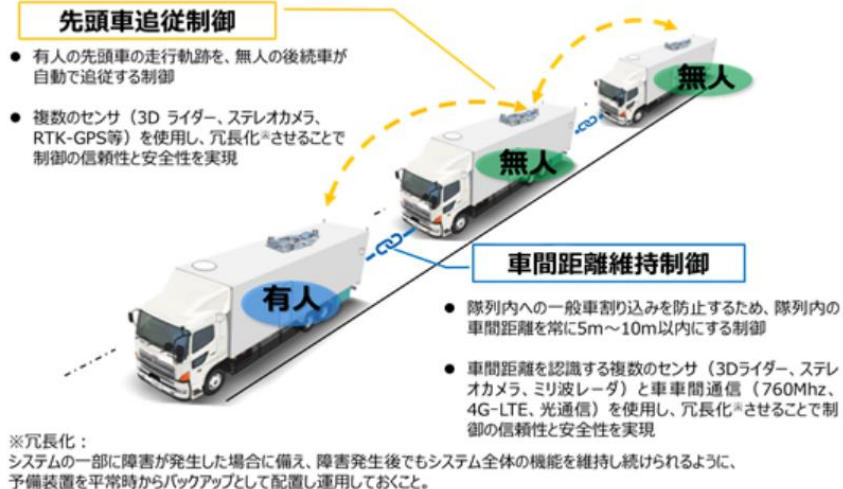 先頭車追従制御
● 有人の先頭車の走行軌跡を、無人の後続車が
自動で追従する制御
● 複数のセンサ（3D ライダー、ステレオカメラ、
RTK-GPS等）を使用し、冗長化※させることで
制御の信頼性と安全性を実現
無人
無人
有人
車間距離維持制御
● 隊列内への一般車割り込みを防止するため、隊列内の
車間距離を常に5m～10m以内にする制御
● 車間距離を認識する複数のセンサ（3Dライダー、ステレ
オカメラ、ミリ波レーダ）と車車間通信（760Mhz、
4G-LTE、光通信）を使用し、冗長化※させることで制
御の信頼性と安全性を実現
※冗長化：
システムの一部に障害が発生した場合に備え、障害発生後でもシステム全体の機能を維持し続けられるように、
予備装置を平常時からバックアップとして配置し運用しておくこと。